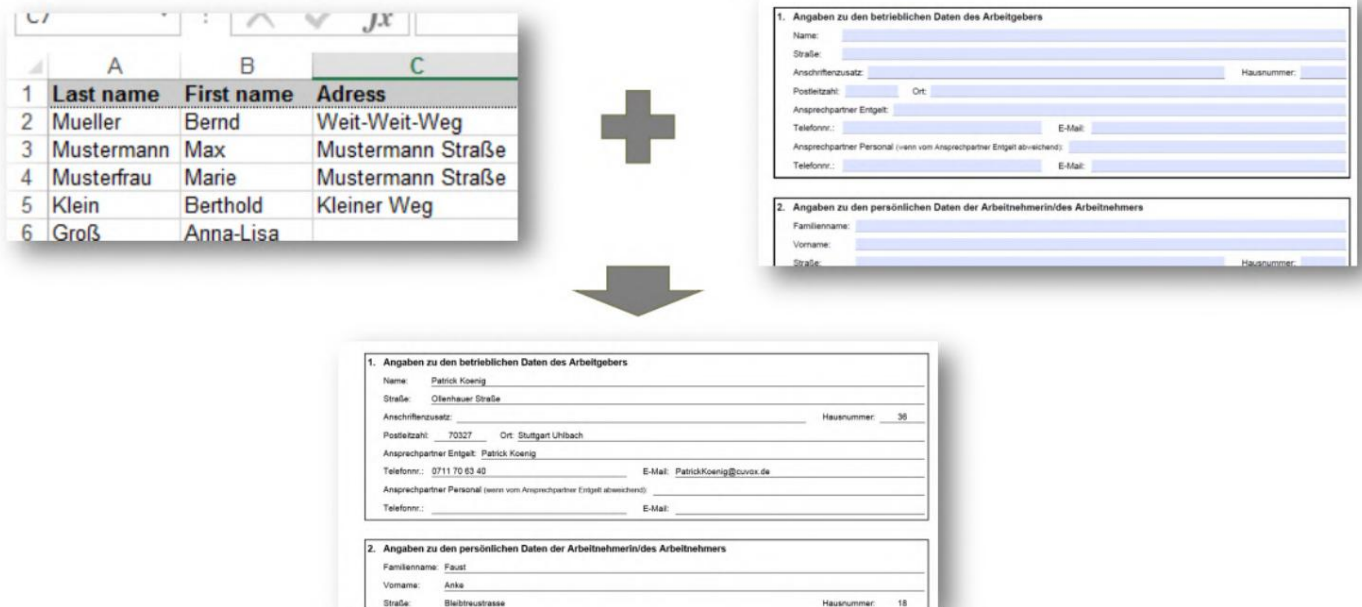 C7 fx
A B C
1 Last name First name Adress
2 Mueller Bernd Weit-Weit-Weg
3 Mustermann Max Mustermann Straße
4 Musterfrau Marie Mustermann Straße
5 Klein Berthold Kleiner Weg
6 Groß Anna-Lisa
1. Angaben zu den betrieblichen Daten des Arbeitgebers
Name:
Straße:
Anschriftenzusatz: Hausnummer:
Postleitzahl: Ort:
Ansprechpartner Entgelt:
Telefonnr.: E-Mail:
Ansprechpartner Personal (wenn vom Ansprechpartner Entgelt abweichend):
Telefonnr.: E-Mail:
2. Angaben zu den persönlichen Daten der Arbeitnehmerin/des Arbeitnehmers
Familienname:
Vorname:
Straße: Hausnummer:
1. Angaben zu den betrieblichen Daten des Arbeitgebers
Name: Patrick Koenig
Straße: Ollenhauer Straße
Anschriftenzusatz: Hausnummer: 36
Postleitzahl: 70327 Ort: Stuttgart Uhlbach
Ansprechpartner Entgelt: Patrick Koenig
Telefonnr.: 0711 70 63 40 E-Mail: PatrickKoenig@cuvox.de
Ansprechpartner Personal (wenn vom Ansprechpartner Entgelt abweichend):
Telefonnr.: E-Mail:
2. Angaben zu den persönlichen Daten der Arbeitnehmerin/des Arbeitnehmers
Familienname: Faust
Vorname: Anke
Straße: Bleibtreustrasse Hausnummer: 18